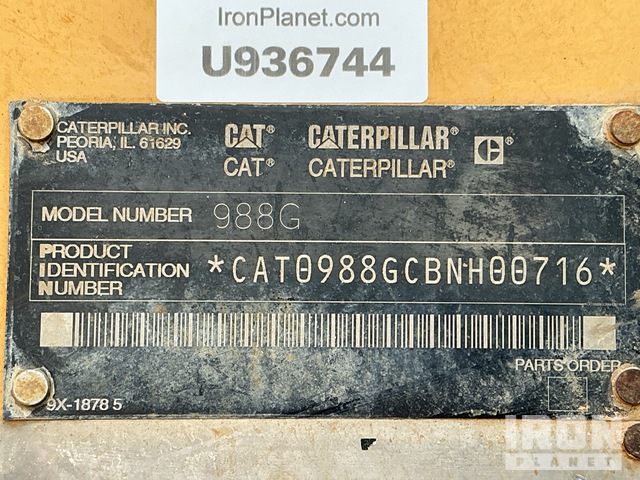 IronPlanet.com
U936744
CATERPILLAR INC.
PEORIA, IL. 61629
USA
CAT® CATERPILLAR® C
CAT® CATERPILLAR®
MODEL NUMBER 988G
PRODUCT
IDENTIFICATION
NUMBER
*CAT0988GCBNH00716*
PARTS ORDER
9X-1878 5
IRON
PLANET